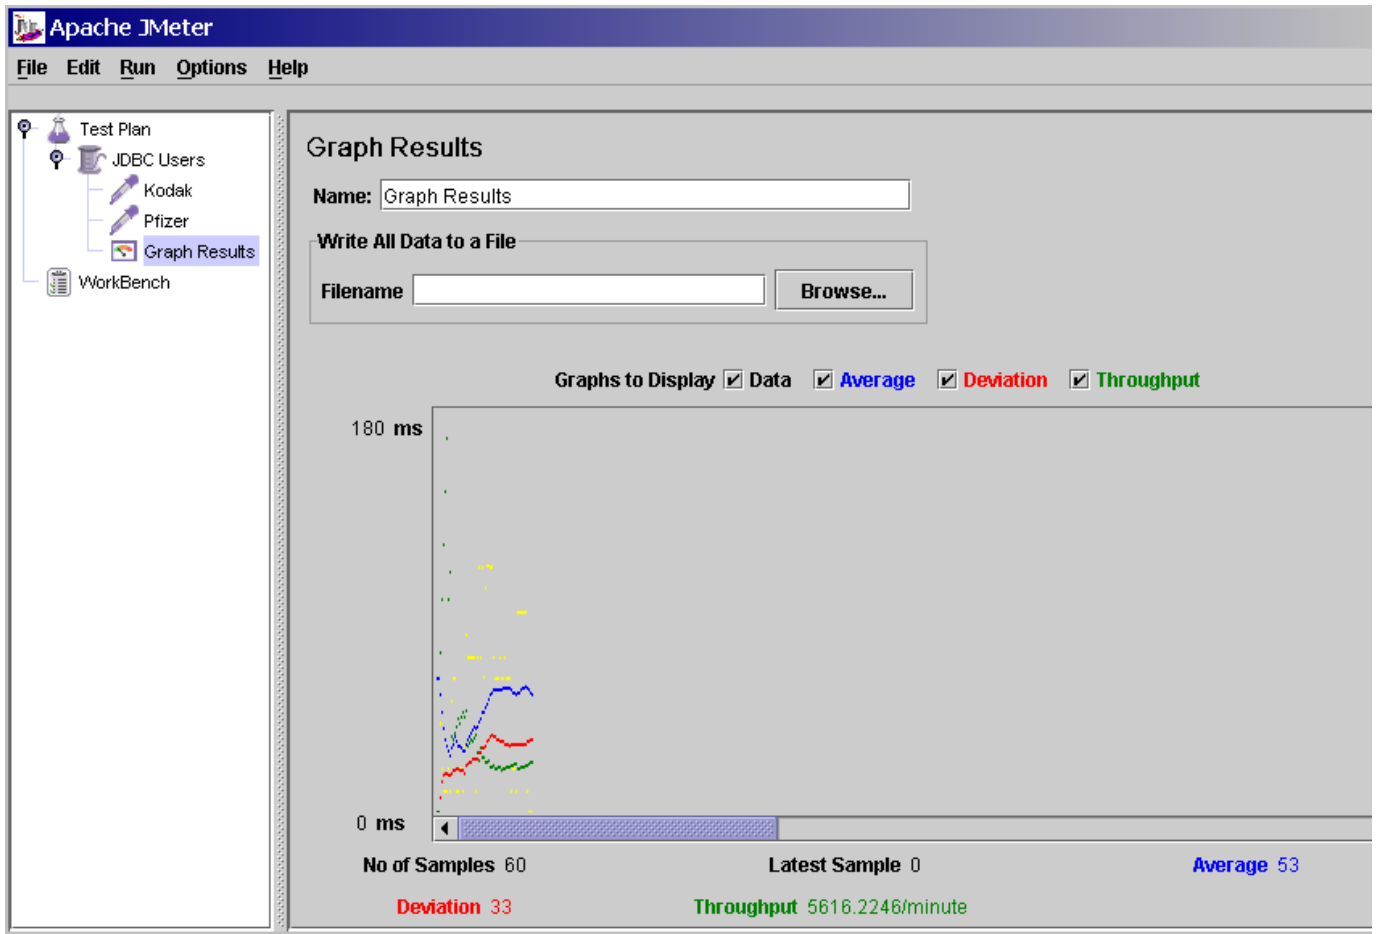 Apache JMeter
File Edit Run Options Help
Test Plan
JDBC Users
Kodak
Pfizer
Graph Results
WorkBench
Graph Results
Name: Graph Results
Write All Data to a File
Filename Browse...
Graphs to Display Data Average Deviation Throughput
180 ms
0 ms
No of Samples 60 Latest Sample 0 Average 53
Deviation 33 Throughput 5616.2246/minute